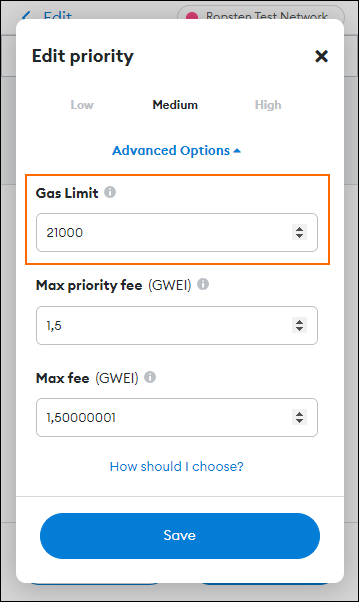 Edit
Ropsten Test Network
Edit priority
Low
Medium
High
Advanced Options
Gas Limit
21000
Max priority fee (GWEI)
1,5
Max fee (GWEI)
1,50000001
How should I choose?
Save